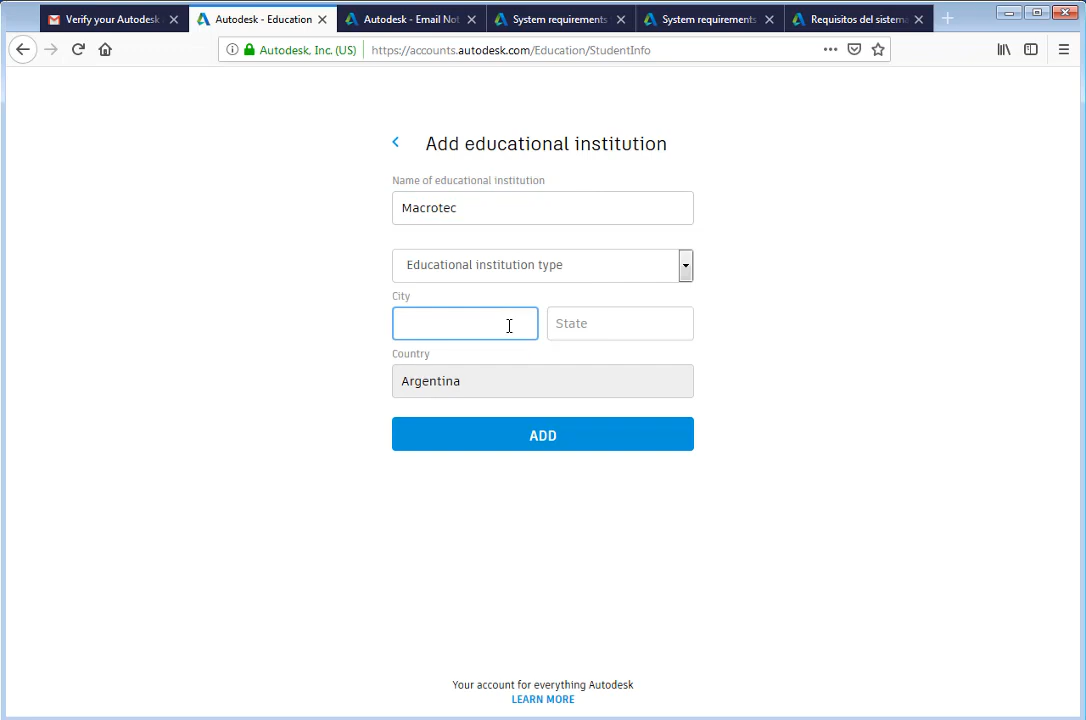 Verify your Autodesk
Autodesk - Education
Autodesk - Email Not
System requirements
System requirements
Requisitos del sistema
Autodesk, Inc. (US)
https://accounts.autodesk.com/Education/StudentInfo
Add educational institution
Name of educational institution
Macrotec
Educational institution type
City
State
Country
Argentina
ADD
Your account for everything Autodesk
LEARN MORE